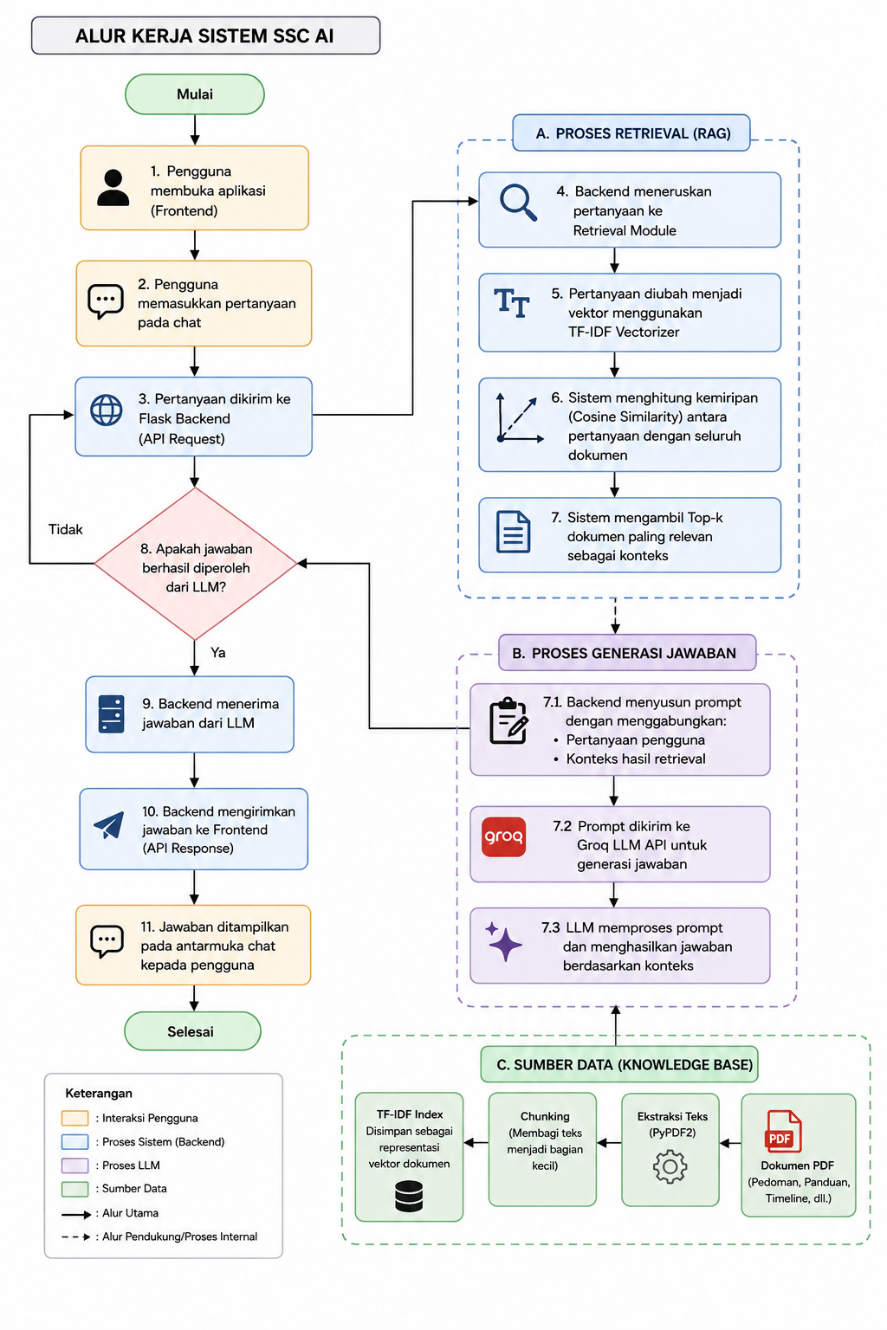 ALUR KERJA SISTEM SSC AI
Mulai
1. Pengguna
membuka aplikasi
(Frontend)
2. Pengguna
memasukkan pertanyaan
pada chat
3. Pertanyaan dikirim ke
Flask Backend
(API Request)
Tidak
8. Apakah jawaban
berhasil diperoleh
dari LLM?
Ya
9. Backend menerima
jawaban dari LLM
10. Backend mengirimkan
jawaban ke Frontend
(API Response)
11. Jawaban ditampilkan
pada antarmuka chat
kepada pengguna
Selesai
A. PROSES RETRIEVAL (RAG)
4. Backend meneruskan
pertanyaan ke
Retrieval Module
TT
5. Pertanyaan diubah menjadi
vektor menggunakan
TF-IDF Vectorizer
6. Sistem menghitung kemiripan
(Cosine Similarity) antara
pertanyaan dengan seluruh
dokumen
7. Sistem mengambil Top-k
dokumen paling relevan
sebagai konteks
B. PROSES GENERASI JAWABAN
7.1. Backend menyusun prompt
dengan menggabungkan:
• Pertanyaan pengguna
• Konteks hasil retrieval
groq
7.2 Prompt dikirim ke
Groq LLM API untuk
generasi jawaban
7.3 LLM memproses prompt
dan menghasilkan jawaban
berdasarkan konteks
C. SUMBER DATA (KNOWLEDGE BASE)
TF-IDF Index
Disimpan sebagai
representasi
vektor dokumen
Chunking
(Membagi teks
menjadi bagian
kecil)
Ekstraksi Teks
(PyPDF2)
PDF
Dokumen PDF
(Pedoman, Panduan,
Timeline, dll.)
Keterangan
: Interaksi Pengguna
: Proses Sistem (Backend)
: Proses LLM
: Sumber Data
: Alur Utama
: Alur Pendukung/Proses Internal